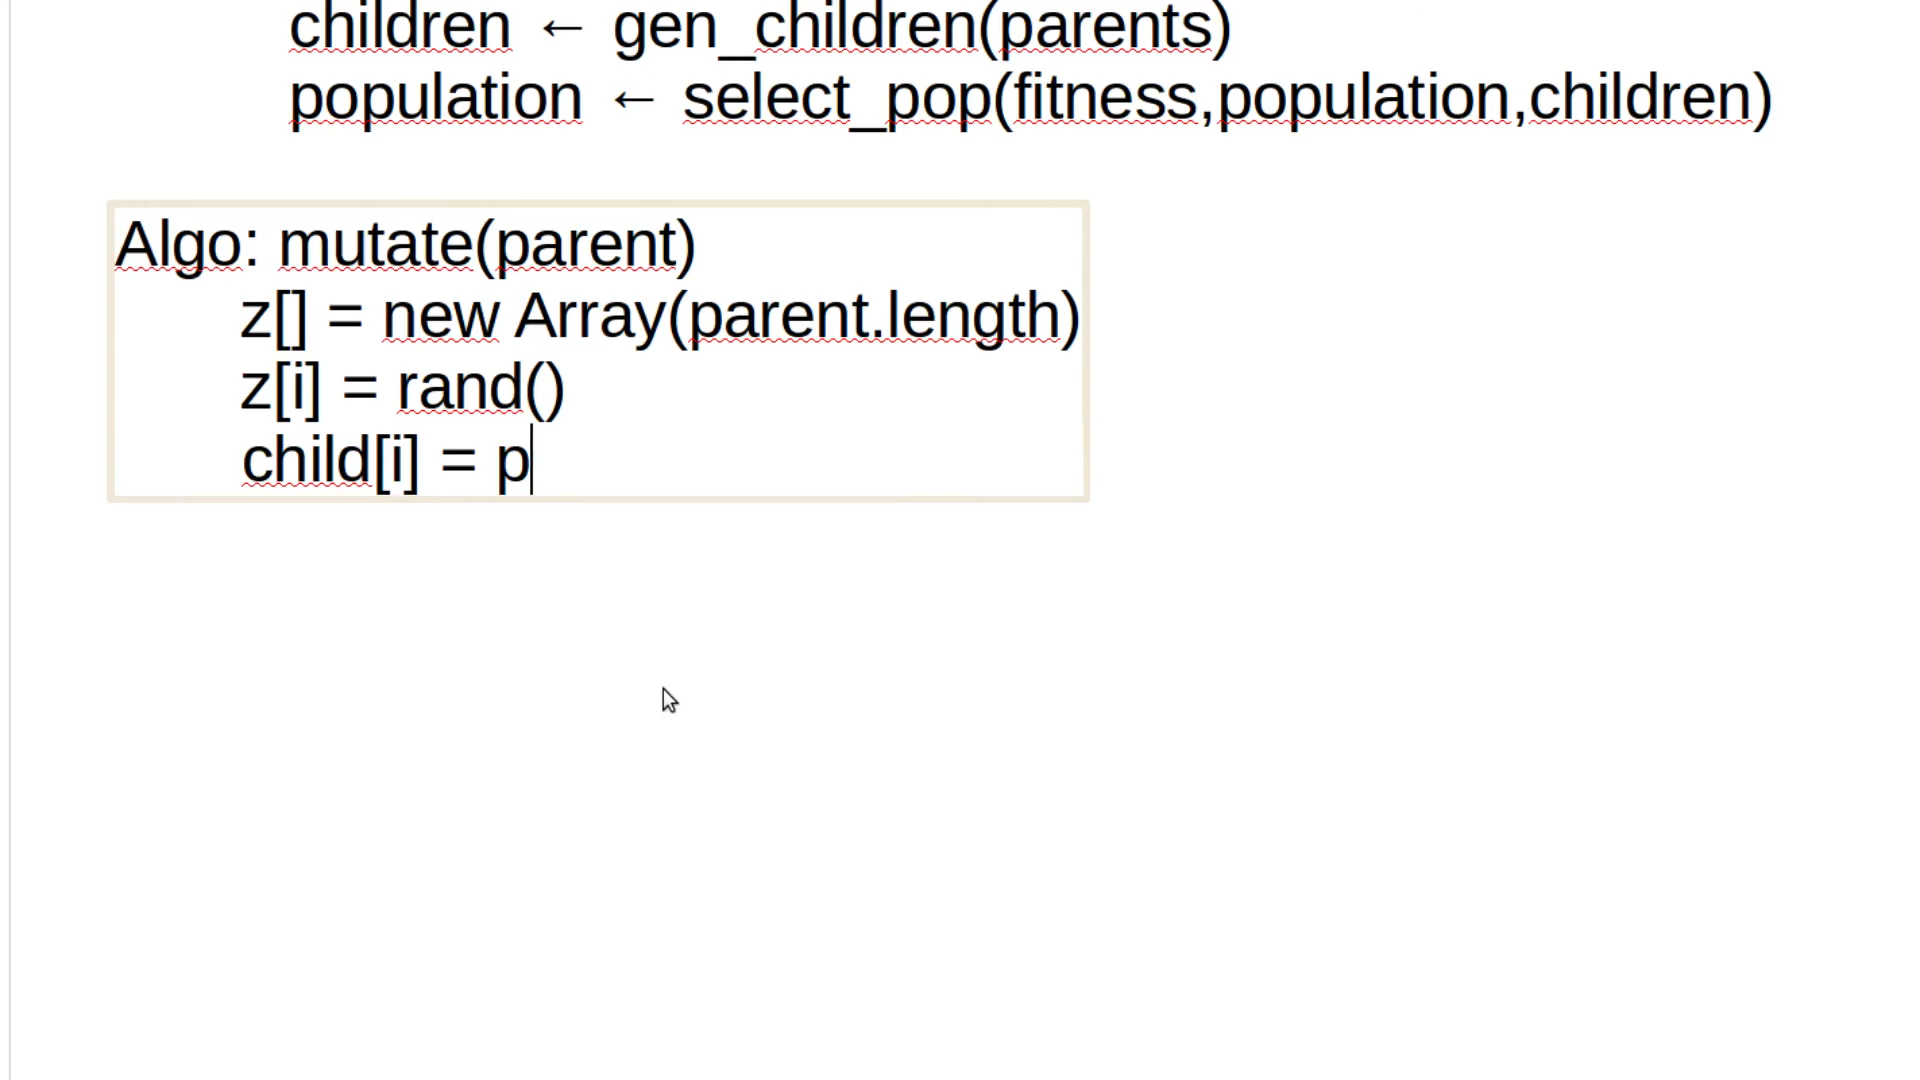 children ← gen_children(parents)
population ← select_pop(fitness,population,children)
Algo: mutate(parent)
z[] = new Array(parent.length)
z[i] = rand()
child[i] = p